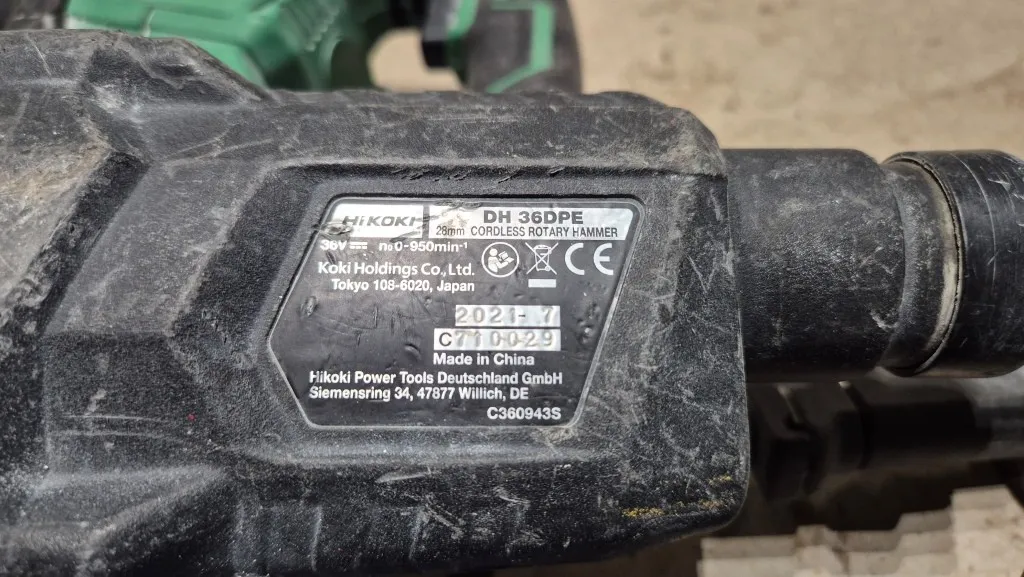 HiKOKI
DH 36DPE
28mm CORDLESS ROTARY HAMMER
36V ⎓ n₀0-950min⁻¹
Koki Holdings Co., Ltd.
Tokyo 108-6020, Japan
CE
2021- 7
C710029
Made in China
Hikoki Power Tools Deutschland GmbH
Siemensring 34, 47877 Willich, DE
C360943S